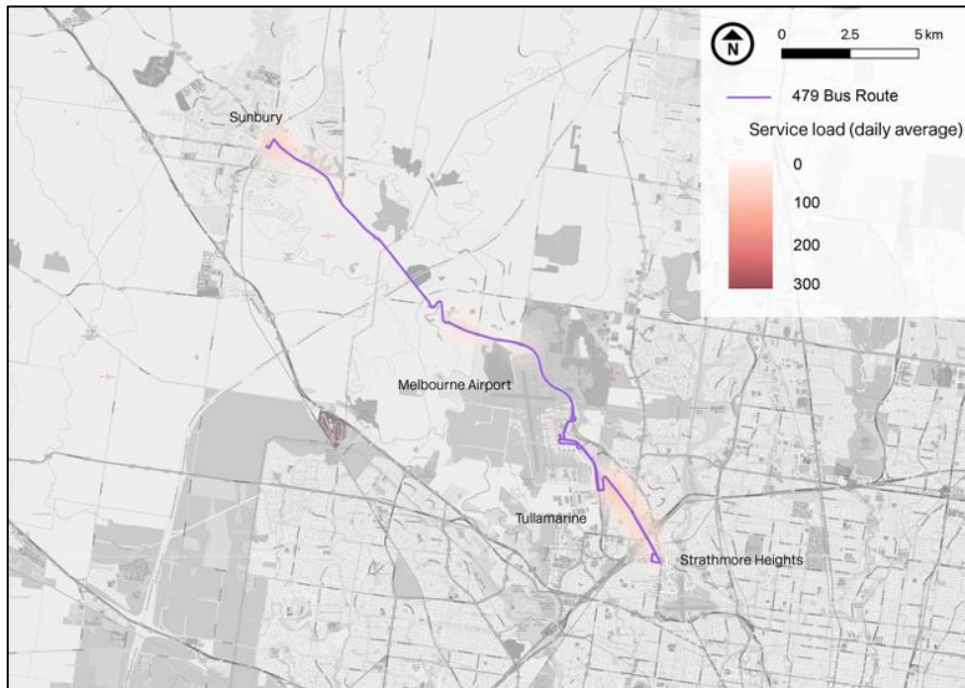 N
0 2.5 5 km
479 Bus Route
Service load (daily average)
0
100
200
300
Sunbury
Melbourne Airport
Tullamarine
Strathmore Heights